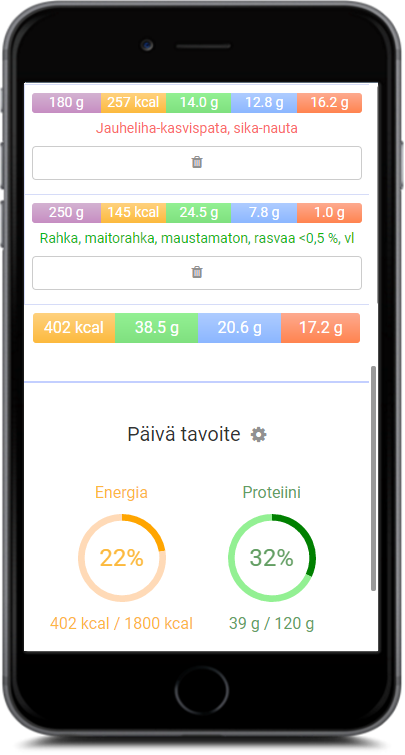 180 g 257 kcal 14.0 g 12.8 g 16.2 g
Jauheliha-kasvispata, sika-nauta
250 g 145 kcal 24.5 g 7.8 g 1.0 g
Rahka, maitorahka, maustamaton, rasvaa <0,5 %, vl
402 kcal 38.5 g 20.6 g 17.2 g
Päivä tavoite
Energia Proteiini
22% 32%
402 kcal / 1800 kcal 39 g / 120 g